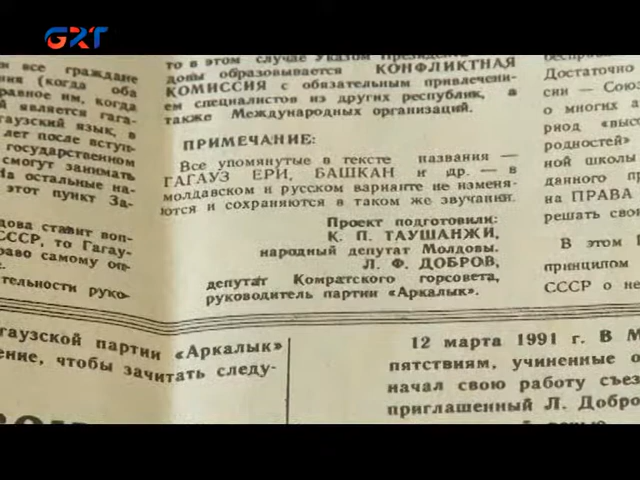 GRT
все граждане
ния (когда оба
равное им, когда
й является гага-
гаузский язык, в
лет после вступ-
государственном
смогут занимать
На остальные на-
этот пункт За-
дова ставит воп-
СССР, то Гагау-
раво самому оп-
тельности руко-
то в этом случае Указом
довы образовывается КОНФЛИКТНАЯ
КОМИССИЯ с обязательным привлечени-
ем специалистов из других республик, а
также Международных организаций.
ПРИМЕЧАНИЕ:
Все упомянутые в тексте названия —
ГАГАУЗ ЕРИ, БАШКАН и др. — в
молдавском и русском варианте не изменя-
ются и сохраняются в таком же звучании.
Проект подготовили:
К. П. ТАУШАНЖИ,
народный депутат Молдовы.
Л. Ф. ДОБРОВ,
депутат Комратского горсовета,
руководитель партии «Аркалык».
Достаточно
сии — Союз
о многих а
риод «высо
родностей»
ной школы
данного пр
на ПРАВА
решать свою
В этом
принципом
СССР о не
гаузской партии «Аркалык»
ение, чтобы зачитать следу-
12 марта 1991 г. В М
пятствиям, учиненные о
начал свою работу съез
приглашенный Л. Добро